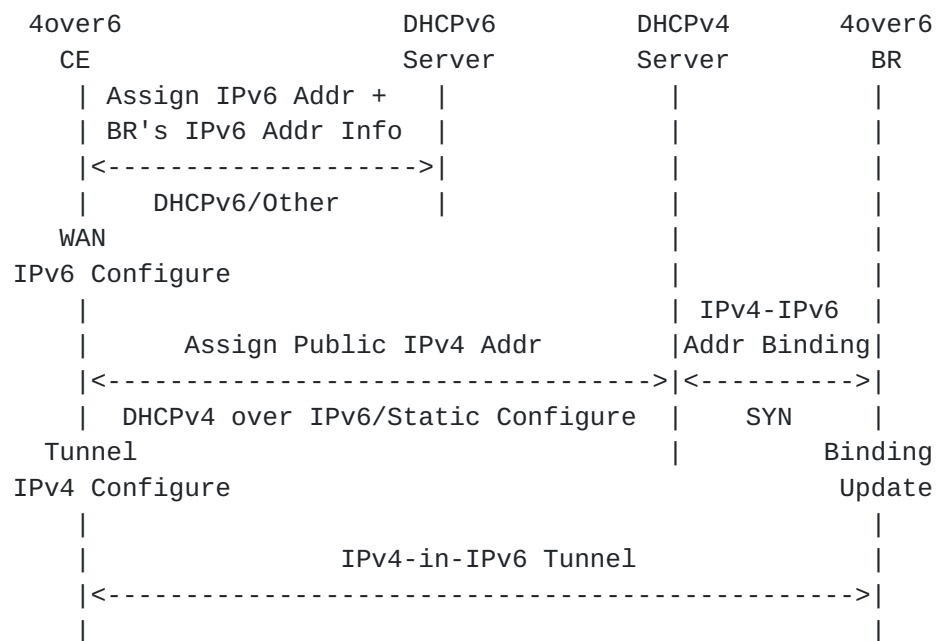 4over6 DHCPv6 DHCPv4 4over6
CE Server Server BR
| Assign IPv6 Addr + | | |
| BR's IPv6 Addr Info | | |
|<-------------------->| | |
| DHCPv6/Other | | |
WAN | |
IPv6 Configure | |
| | IPv4-IPv6 |
| Assign Public IPv4 Addr |Addr Binding|
|<----------------------------------->|<---------->|
| DHCPv4 over IPv6/Static Configure | SYN |
Tunnel | Binding
IPv4 Configure Update
| |
| IPv4-in-IPv6 Tunnel |
|<------------------------------------------------>|
| |